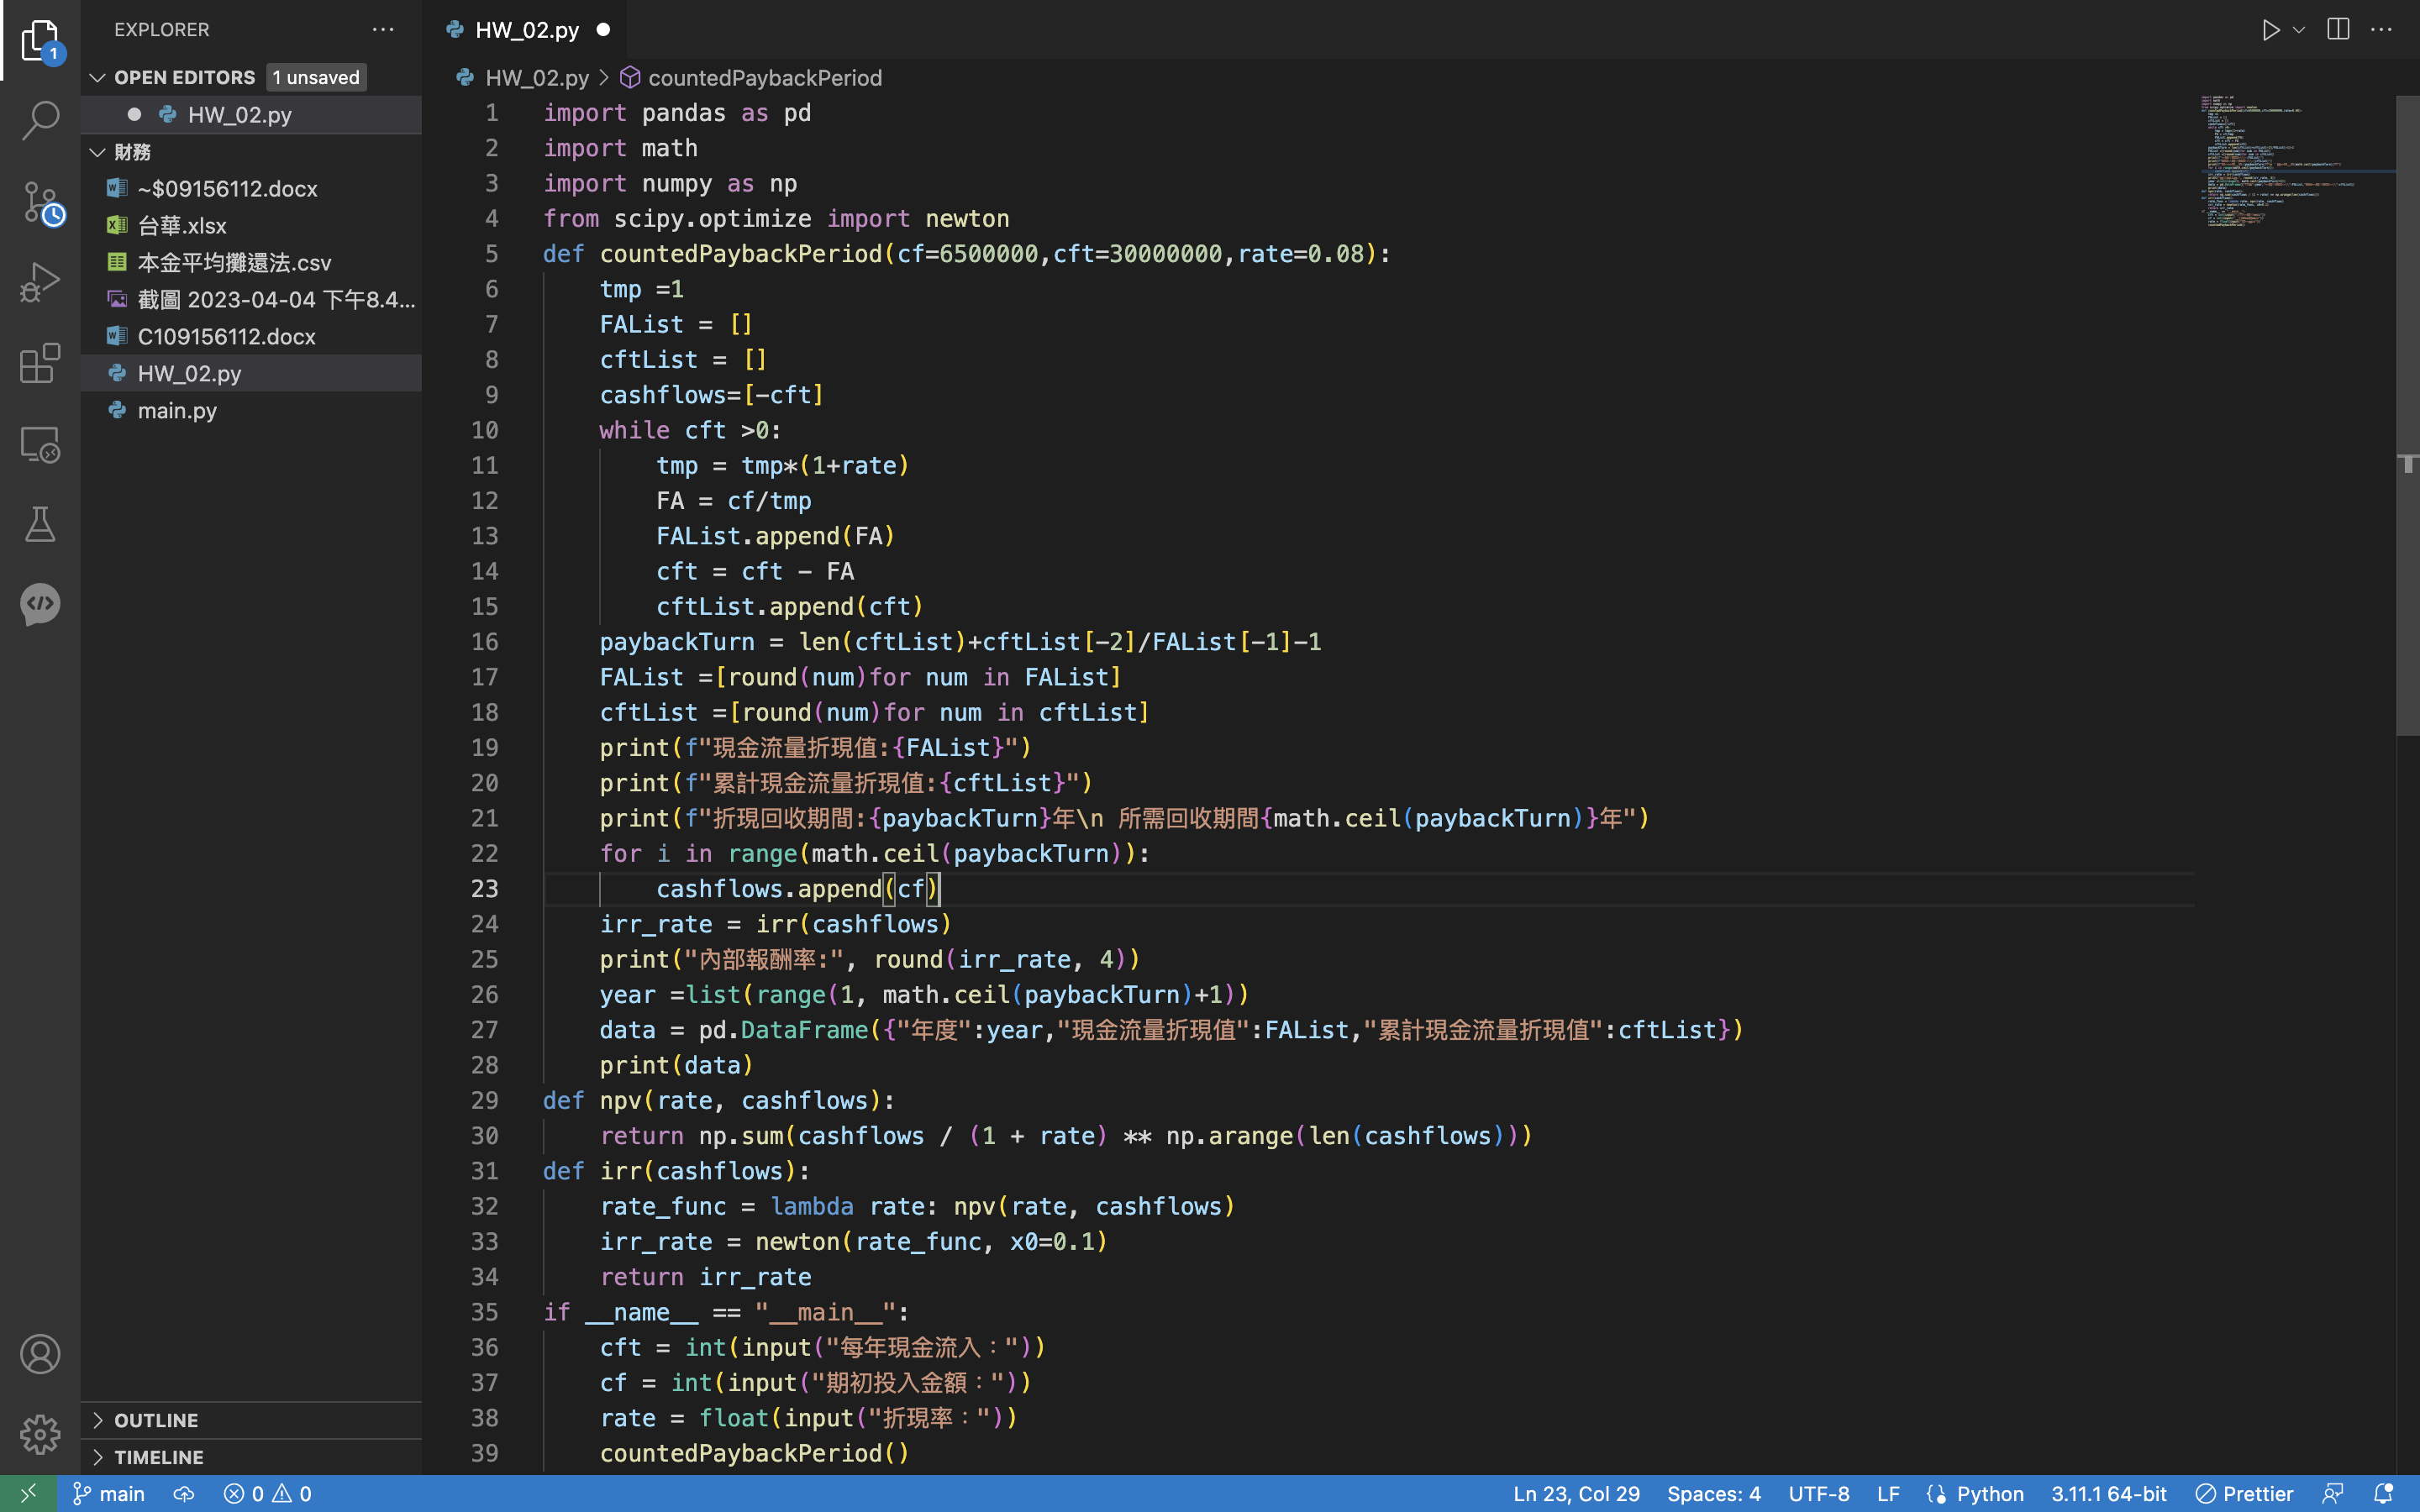 EXPLORER
OPEN EDITORS 1 unsaved
HW_02.py
財務
~$09156112.docx
台華.xlsx
本金平均攤還法.csv
截圖 2023-04-04 下午8.4...
C109156112.docx
HW_02.py
main.py
OUTLINE
TIMELINE
HW_02.py
HW_02.py > countedPaybackPeriod
1 import pandas as pd
2 import math
3 import numpy as np
4 from scipy.optimize import newton
5 def countedPaybackPeriod(cf=6500000,cft=30000000,rate=0.08):
6     tmp =1
7     FAList = []
8     cftList = []
9     cashflows=[-cft]
10     while cft >0:
11         tmp = tmp*(1+rate)
12         FA = cf/tmp
13         FAList.append(FA)
14         cft = cft - FA
15         cftList.append(cft)
16     paybackTurn = len(cftList)+cftList[-2]/FAList[-1]-1
17     FAList =[round(num)for num in FAList]
18     cftList =[round(num)for num in cftList]
19     print(f"現金流量折現值:{FAList}")
20     print(f"累計現金流量折現值:{cftList}")
21     print(f"折現回收期間:{paybackTurn}年\n 所需回收期間{math.ceil(paybackTurn)}年")
22     for i in range(math.ceil(paybackTurn)):
23         cashflows.append(cf)
24     irr_rate = irr(cashflows)
25     print("內部報酬率:", round(irr_rate, 4))
26     year =list(range(1, math.ceil(paybackTurn)+1))
27     data = pd.DataFrame({"年度":year,"現金流量折現值":FAList,"累計現金流量折現值":cftList})
28     print(data)
29 def npv(rate, cashflows):
30     return np.sum(cashflows / (1 + rate) ** np.arange(len(cashflows)))
31 def irr(cashflows):
32     rate_func = lambda rate: npv(rate, cashflows)
33     irr_rate = newton(rate_func, x0=0.1)
34     return irr_rate
35 if __name__ == "__main__":
36     cft = int(input("每年現金流入："))
37     cf = int(input("期初投入金額："))
38     rate = float(input("折現率："))
39     countedPaybackPeriod()
1
main 0 0 Ln 23, Col 29 Spaces: 4 UTF-8 LF Python 3.11.1 64-bit Prettier